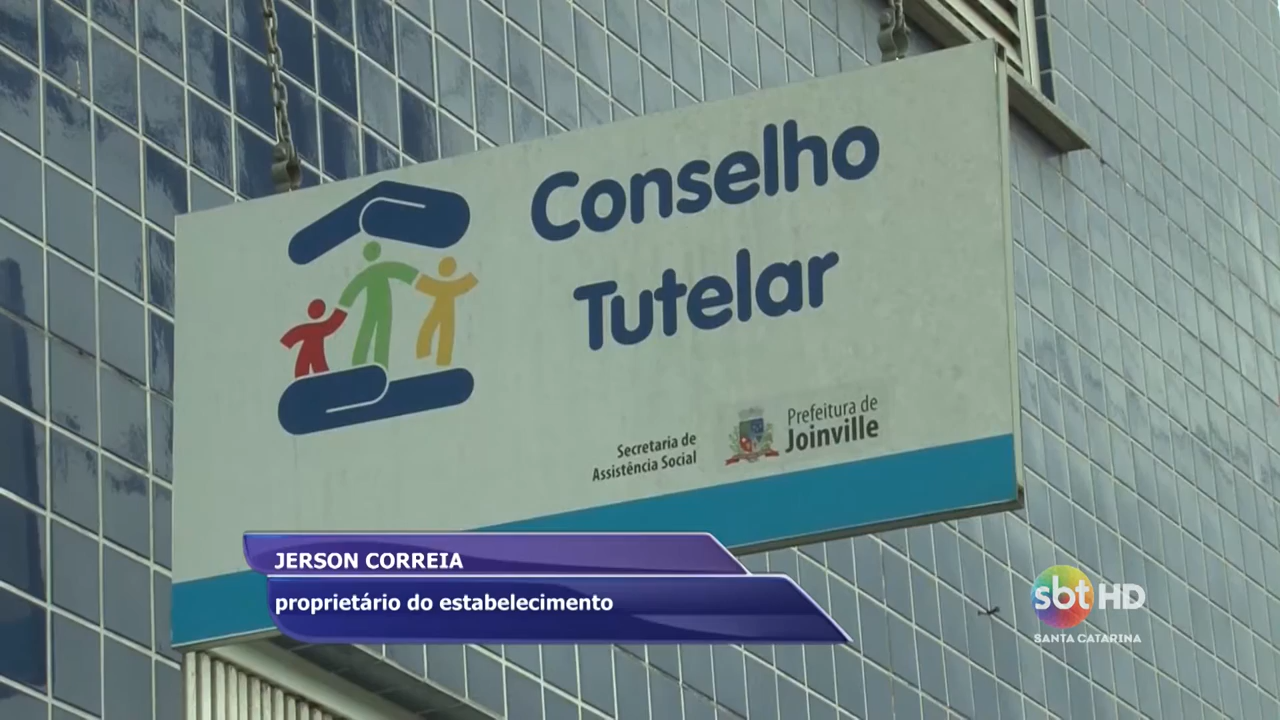 Conselho
Tutelar
Secretaria de
Assistência Social
Prefeitura de
Joinville
JERSON CORREIA
proprietário do estabelecimento
sbt HD
SANTA CATARINA